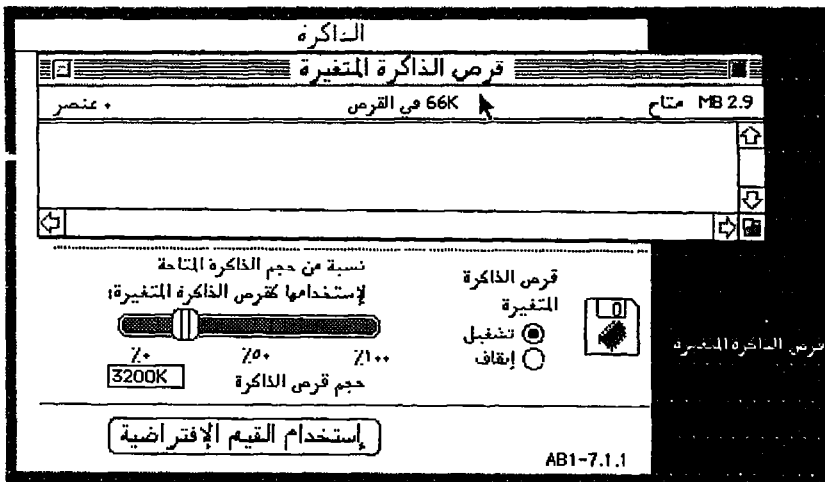 الذاكرة
قرص الذاكرة المتغيرة
MB 2.9 متاح
66K في القرص
٠ عنصر
قرص الذاكرة
المتغيرة
تشغيل
إيقاف
نسبة من حجم الذاكرة المتاحة
لإستخدامها كقرص الذاكرة المتغيرة:
٪٠ ٪٥٠ ٪١٠٠
3200K
حجم قرص الذاكرة
قرص الذاكرة المتغيرة
إستخدام القيم الإفتراضية
AB1-7.1.1